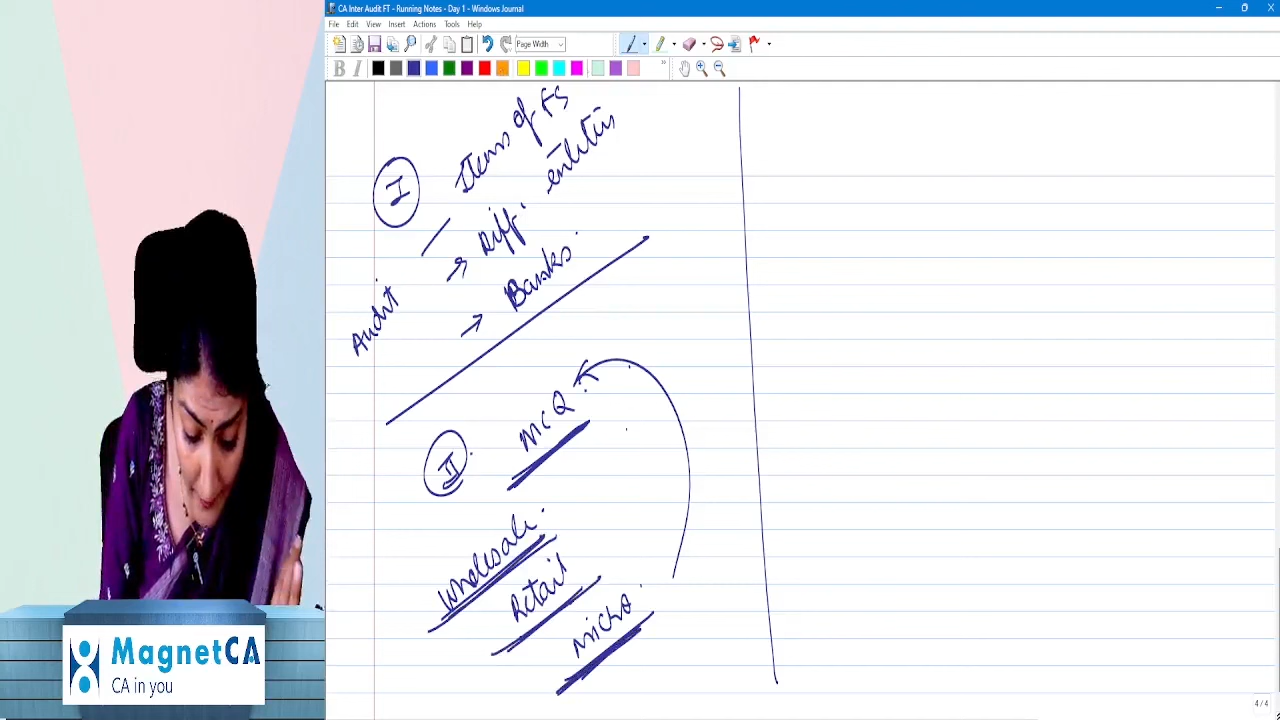 CA Inter Audit FT - Running Notes - Day 1 - Windows Journal
File Edit View Insert Actions Tools Help
Page Width
B I
I
Items of FS
Audit
→ Diff. entities
→ Banks.
II
MCQ
Wholesale.
Retail
Micro.
MagnetCA
CA in you
4 / 4